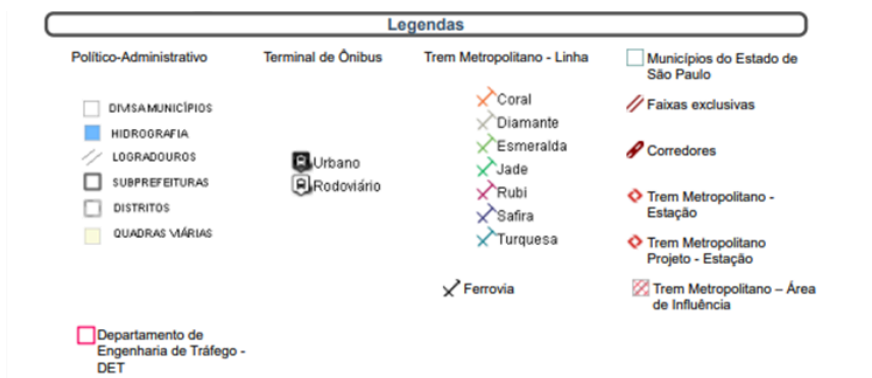 Legendas
Político-Administrativo
DIVISA MUNICÍPIOS
HIDROGRAFIA
LOGRADOUROS
SUBPREFEITURAS
DISTRITOS
QUADRAS VIÁRIAS
Departamento de
Engenharia de Tráfego -
DET
Terminal de Ônibus
Urbano
Rodoviário
Trem Metropolitano - Linha
Coral
Diamante
Esmeralda
Jade
Rubi
Safira
Turquesa
Ferrovia
Municípios do Estado de
São Paulo
Faixas exclusivas
Corredores
Trem Metropolitano -
Estação
Trem Metropolitano
Projeto - Estação
Trem Metropolitano – Área
de Influência